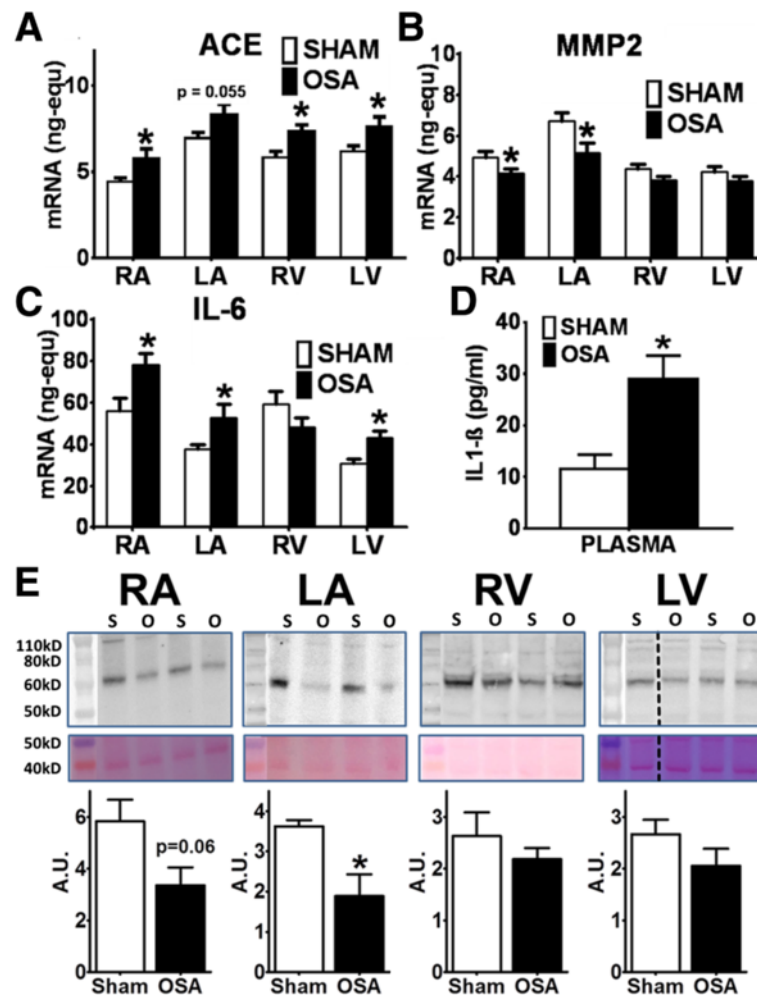 A
ACE
SHAM
OSA
mRNA (ng-equ)
10
5
0
p = 0.055
*
*
*
RA LA RV LV
B
MMP2
SHAM
OSA
mRNA (ng-equ)
10
8
6
4
2
0
*
*
RA LA RV LV
C
IL-6
SHAM
OSA
mRNA (ng-equ)
100
80
60
40
20
0
*
*
*
RA LA RV LV
D
SHAM
OSA
IL1-ß (pg/ml)
40
30
20
10
0
*
PLASMA
E
RA LA RV LV
S O S O S O S O S O S O S O S O
110kD
80kD
60kD
50kD
50kD
40kD
A.U.
6
4
2
0
p=0.06
Sham OSA
A.U.
4
3
2
1
0
*
Sham OSA
A.U.
3
2
1
0
Sham OSA
A.U.
3
2
1
0
Sham OSA